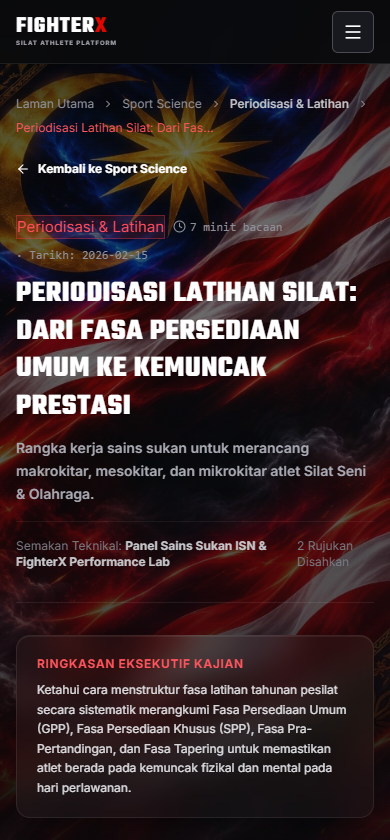 FIGHTERX
SILAT ATHLETE PLATFORM
Laman Utama > Sport Science > Periodisasi & Latihan >
Periodisasi Latihan Silat: Dari Fas...
← Kembali ke Sport Science
Periodisasi & Latihan 7 minit bacaan
· Tarikh: 2026-02-15
PERIODISASI LATIHAN SILAT:
DARI FASA PERSEDIAAN
UMUM KE KEMUNCAK
PRESTASI
Rangka kerja sains sukan untuk merancang
makrokitar, mesokitar, dan mikrokitar atlet Silat Seni
& Olahraga.
Semakan Teknikal: Panel Sains Sukan ISN & 2 Rujukan
FighterX Performance Lab Disahkan
RINGKASAN EKSEKUTIF KAJIAN
Ketahui cara menstruktur fasa latihan tahunan pesilat
secara sistematik merangkumi Fasa Persediaan Umum
(GPP), Fasa Persediaan Khusus (SPP), Fasa Pra-
Pertandingan, dan Fasa Tapering untuk memastikan
atlet berada pada kemuncak fizikal dan mental pada
hari perlawanan.